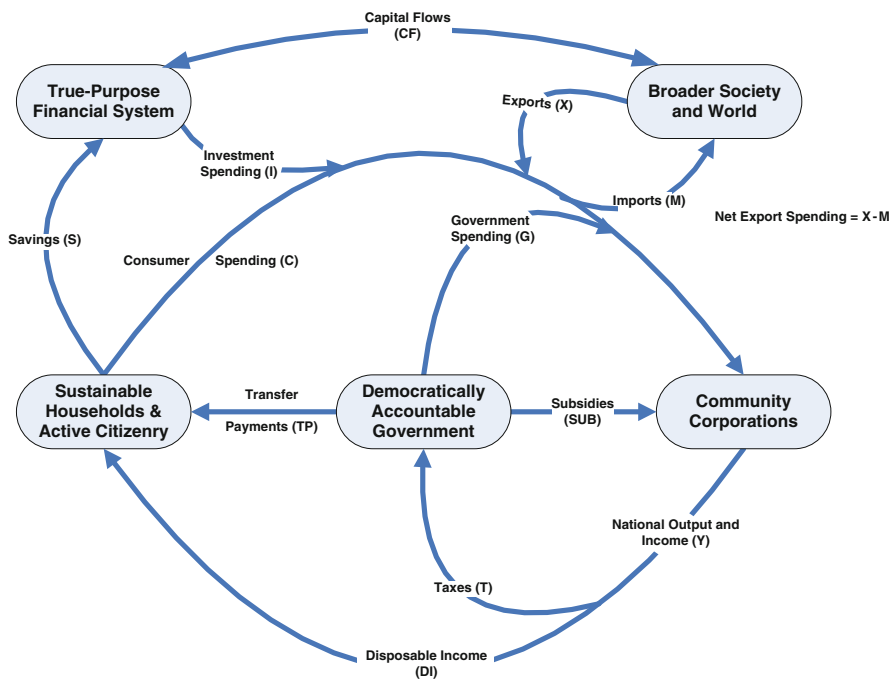 Capital Flows
(CF)
True-Purpose
Financial System
Broader Society
and World
Exports (X)
Investment
Spending (I)
Imports (M)
Net Export Spending = X - M
Government
Spending (G)
Savings (S)
Consumer Spending (C)
Sustainable
Households &
Active Citizenry
Transfer
Payments (TP)
Democratically
Accountable
Government
Subsidies
(SUB)
Community
Corporations
National Output and
Income (Y)
Taxes (T)
Disposable Income
(DI)